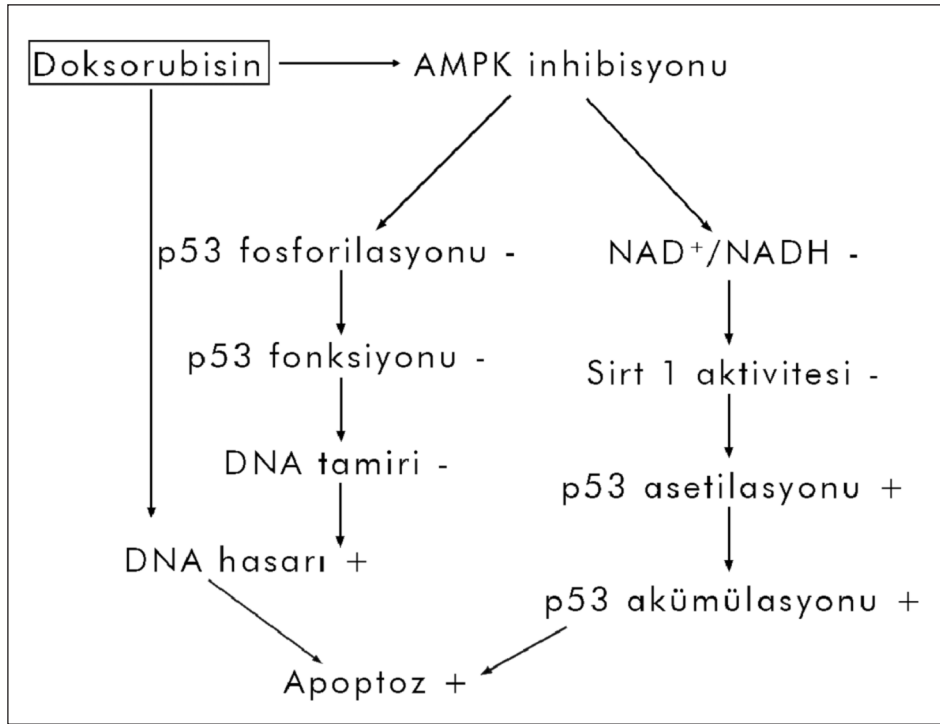 Doksorubisin
AMPK inhibisyonu
p53 fosforilasyonu -
NAD⁺/NADH -
p53 fonksiyonu -
Sirt 1 aktivitesi -
DNA tamiri -
p53 asetilasyonu +
DNA hasarı +
p53 akümülasyonu +
Apoptoz +